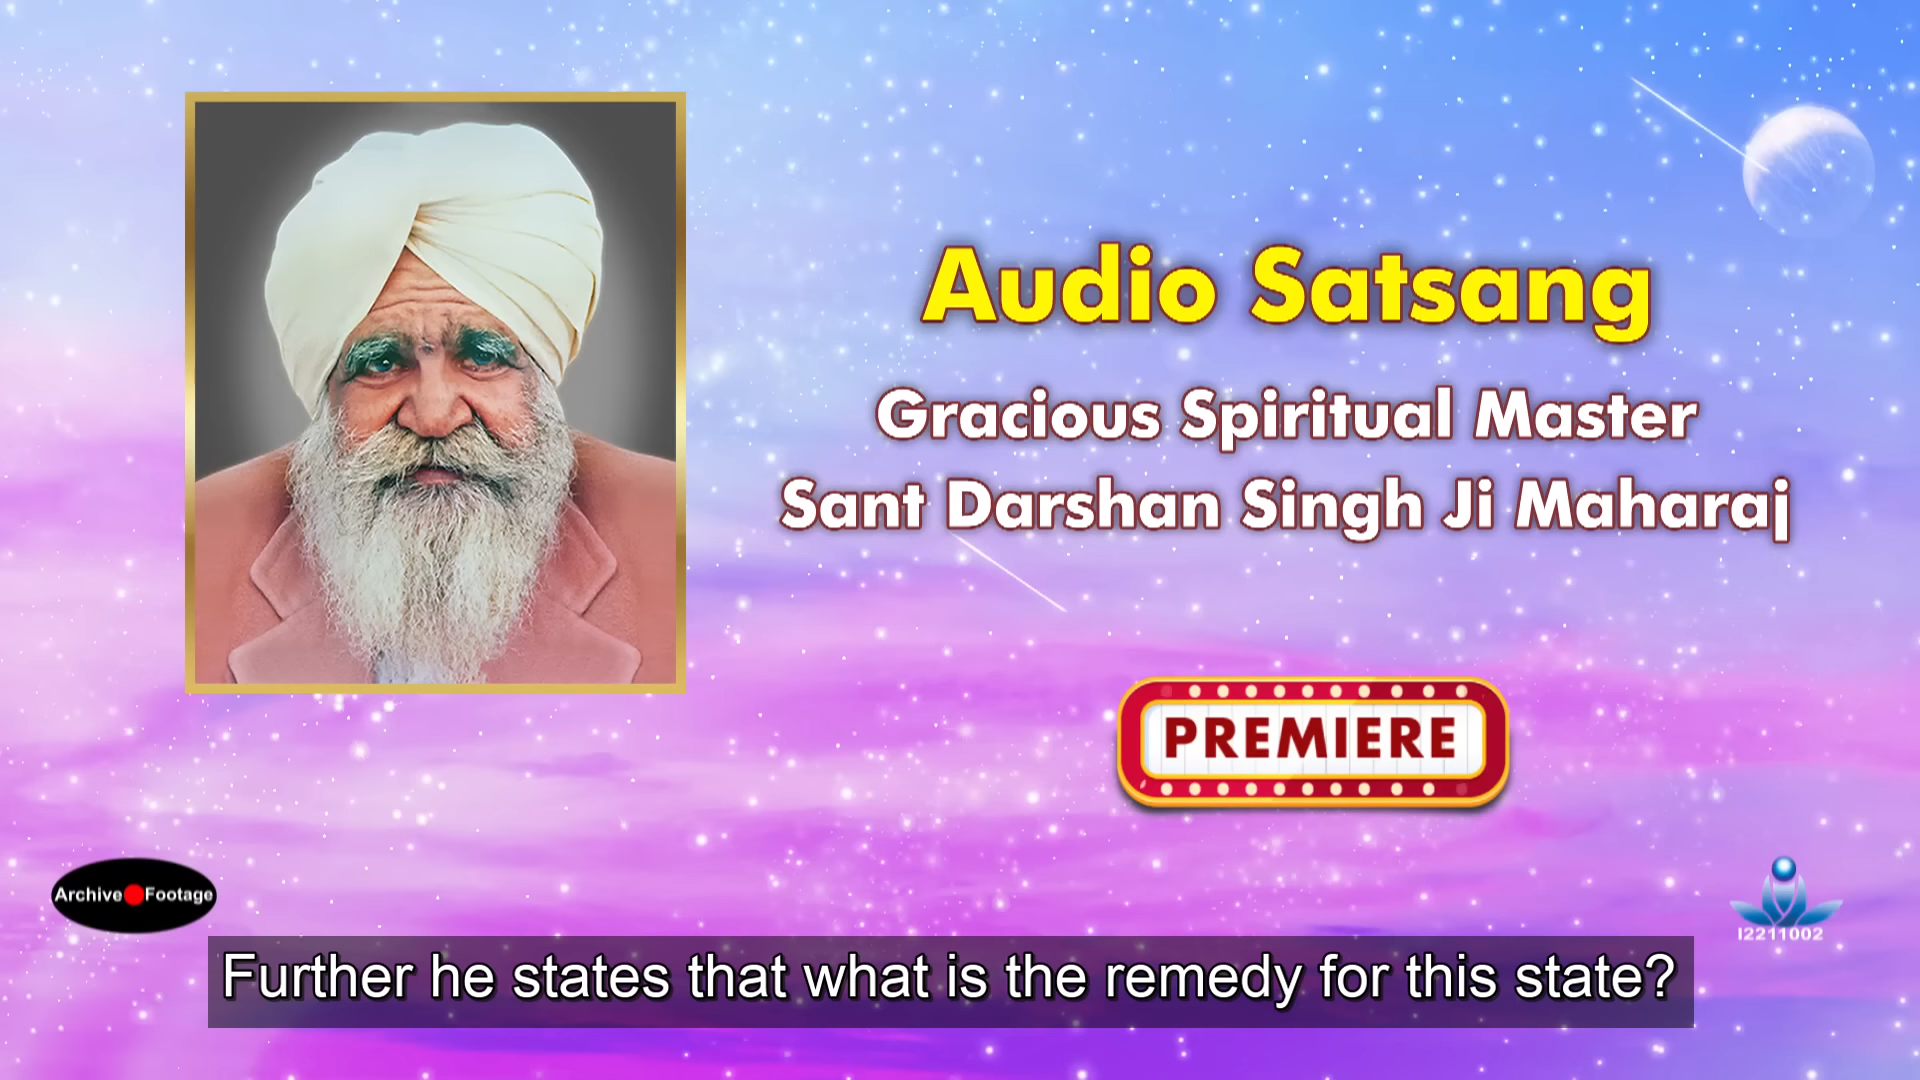 Audio Satsang
Gracious Spiritual Master
Sant Darshan Singh Ji Maharaj
PREMIERE
Archive Footage
I2211002
Further he states that what is the remedy for this state?